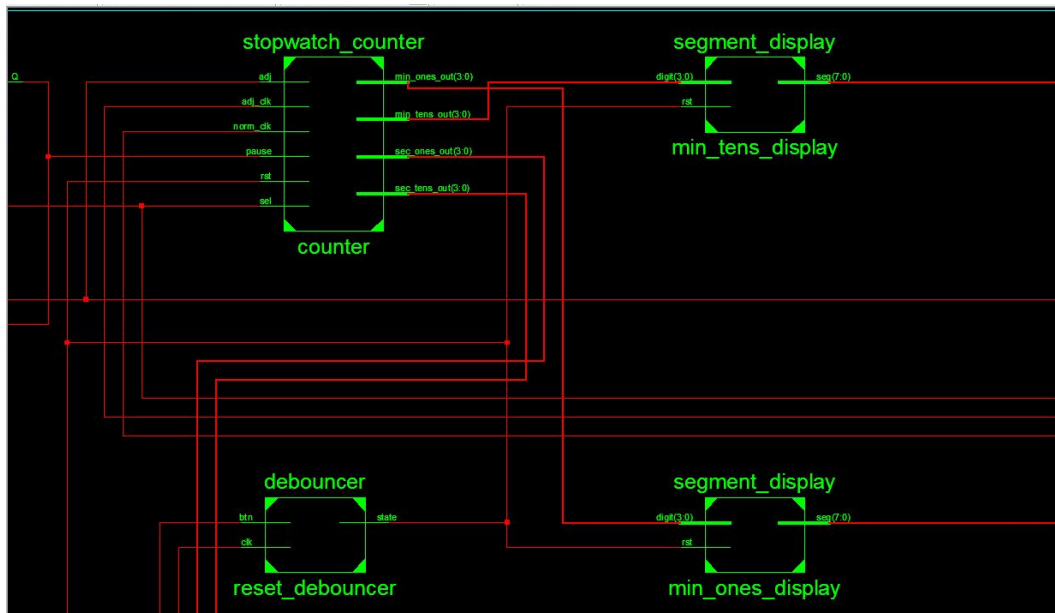 Q
stopwatch_counter
adj
adj_clk
norm_clk
pause
rst
sel
min_ones_out(3:0)
min_tens_out(3:0)
sec_ones_out(3:0)
sec_tens_out(3:0)
counter
segment_display
digit(3:0)
rst
seg(7:0)
min_tens_display
debouncer
btn
clk
state
reset_debouncer
segment_display
digit(3:0)
rst
seg(7:0)
min_ones_display